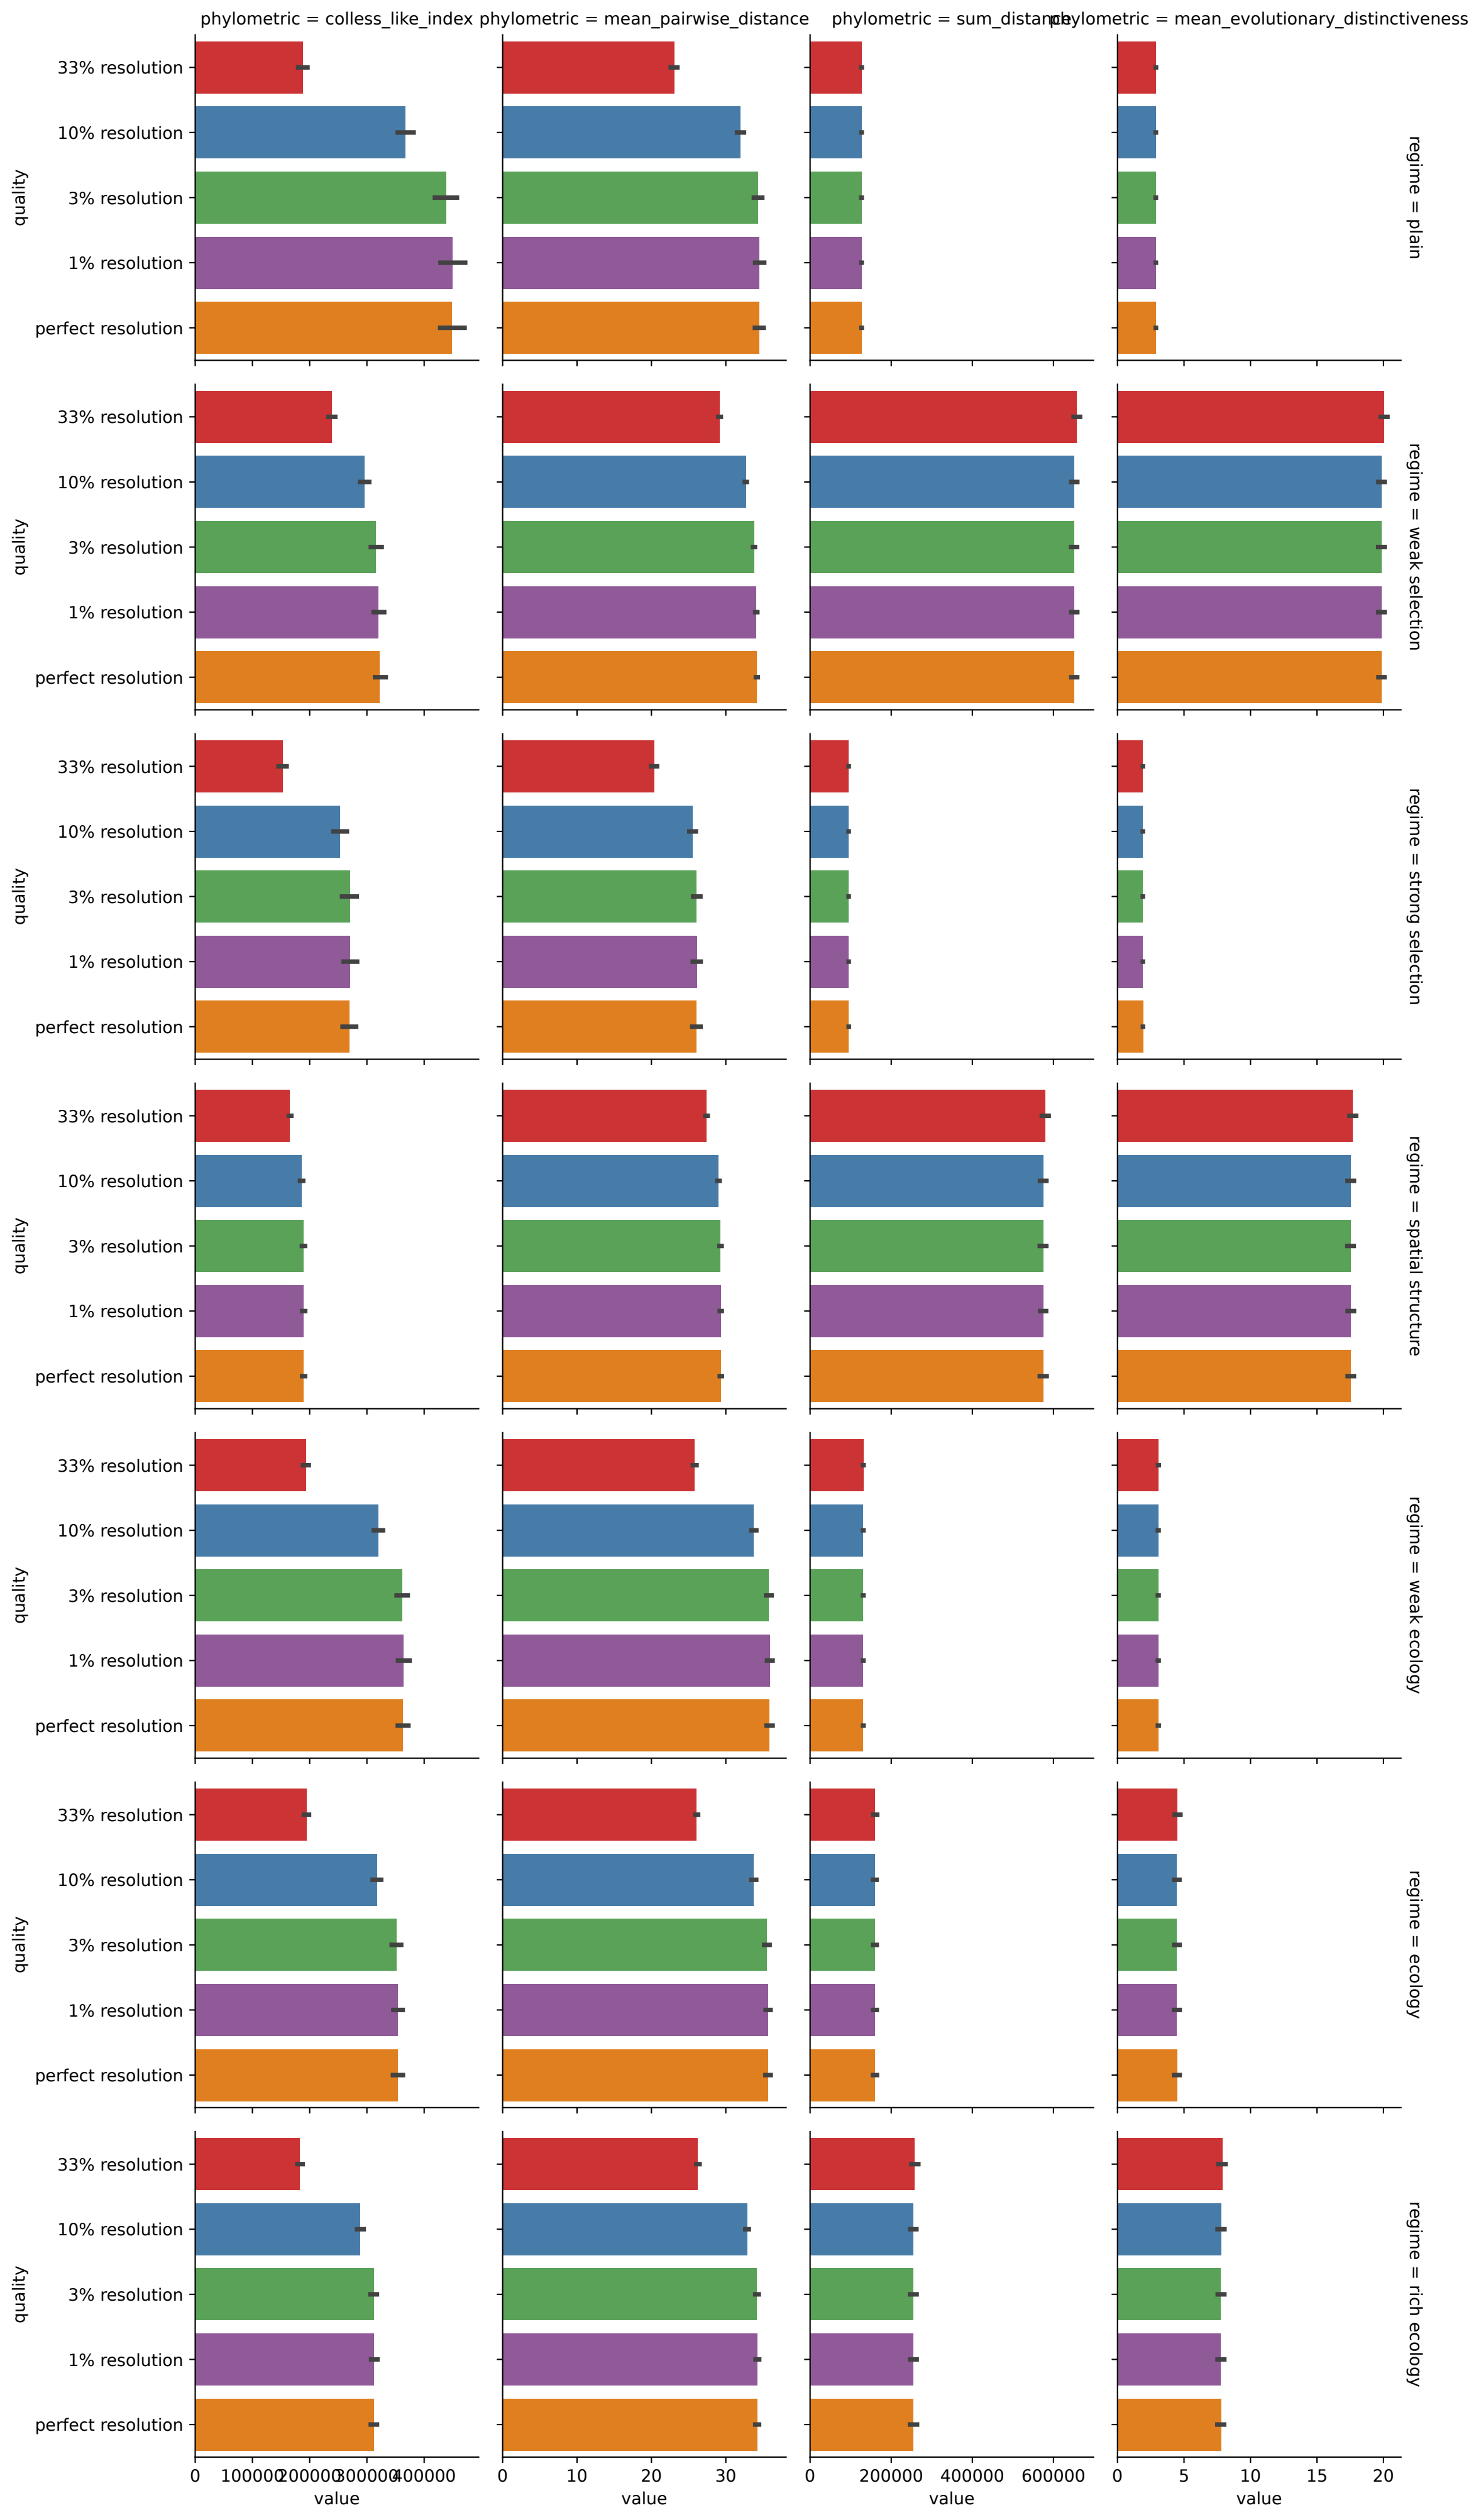 phylometric = colless_like_index
phylometric = mean_pairwise_distance
phylometric = sum_distance
phylometric = mean_evolutionary_distinctiveness
quality
33% resolution
10% resolution
3% resolution
1% resolution
perfect resolution
regime = plain
quality
33% resolution
10% resolution
3% resolution
1% resolution
perfect resolution
regime = weak selection
quality
33% resolution
10% resolution
3% resolution
1% resolution
perfect resolution
regime = strong selection
quality
33% resolution
10% resolution
3% resolution
1% resolution
perfect resolution
regime = spatial structure
quality
33% resolution
10% resolution
3% resolution
1% resolution
perfect resolution
regime = weak ecology
quality
33% resolution
10% resolution
3% resolution
1% resolution
perfect resolution
regime = ecology
quality
33% resolution
10% resolution
3% resolution
1% resolution
perfect resolution
regime = rich ecology
0 100000 200000 300000 400000
0 10 20 30
0 200000 400000 600000
0 5 10 15 20
value
value
value
value